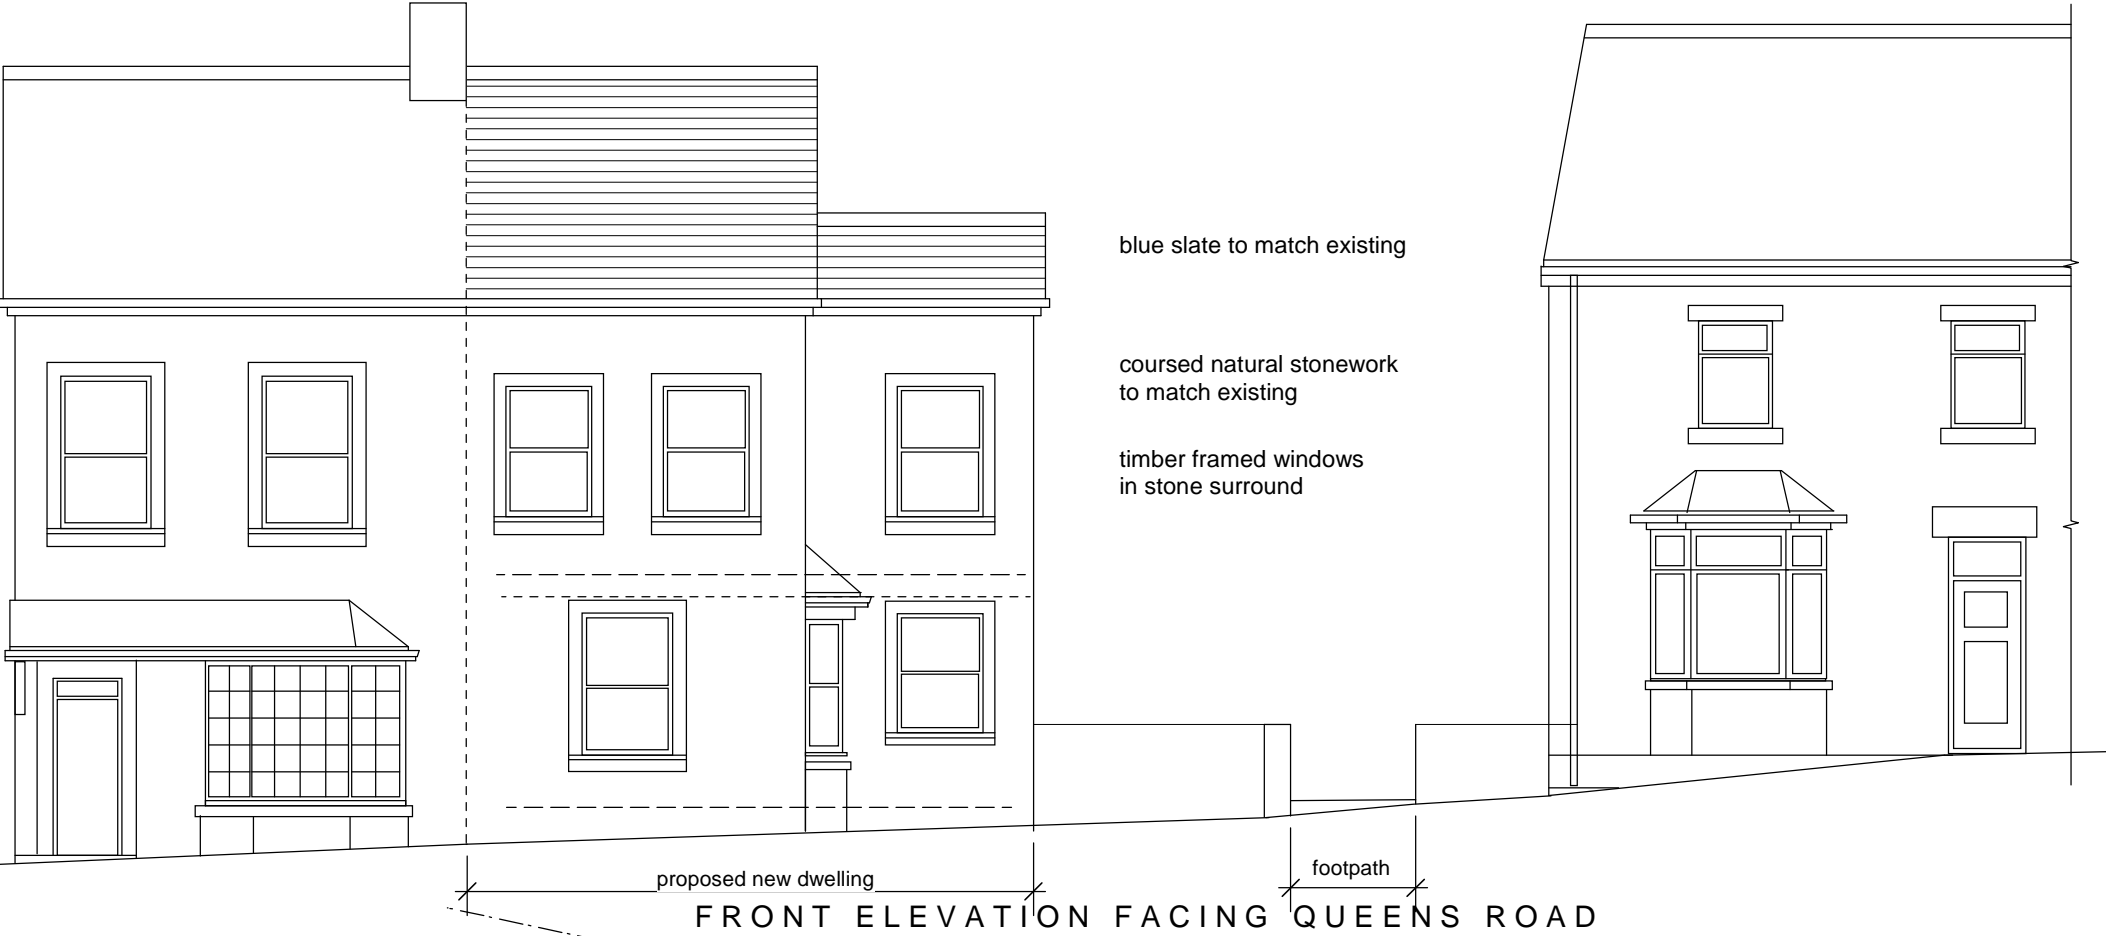 blue slate to match existing
coursed natural stonework
to match existing
timber framed windows
in stone surround
proposed new dwelling
footpath
FRONT ELEVATION FACING QUEENS ROAD